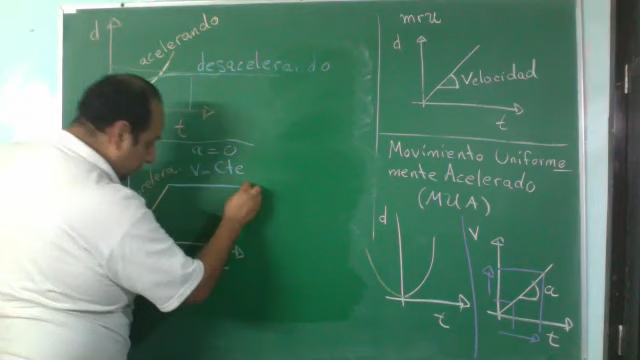 d
acelerando
desacelerando
t
a=0
v=Cte
mru
d
Velocidad
t
Movimiento Uniforme
mente Acelerado
(MUA)
d
t
V
a
t